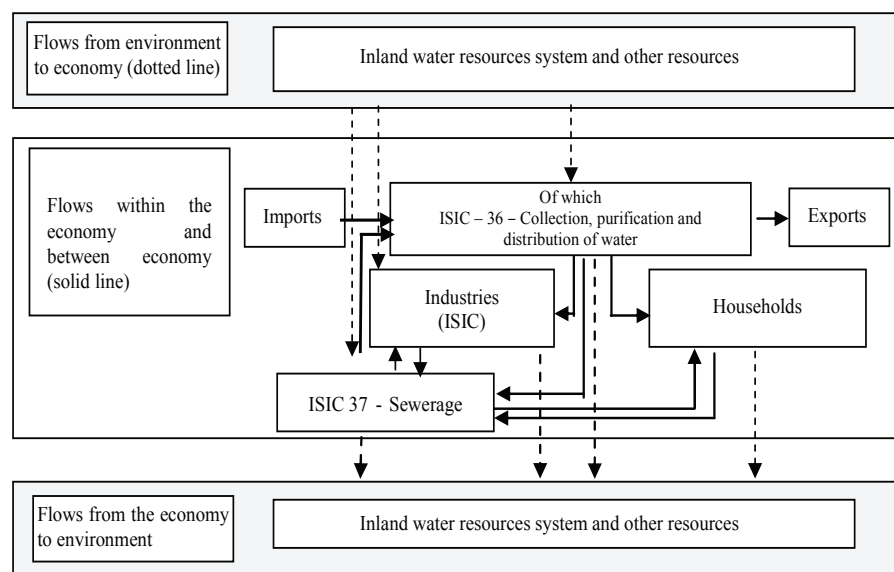 Flows from environment
to economy (dotted line)
Inland water resources system and other resources
Flows within the
economy and
between economy
(solid line)
Imports
Of which
ISIC – 36 – Collection, purification and
distribution of water
Exports
Industries
(ISIC)
Households
ISIC 37 - Sewerage
Flows from the economy
to environment
Inland water resources system and other resources